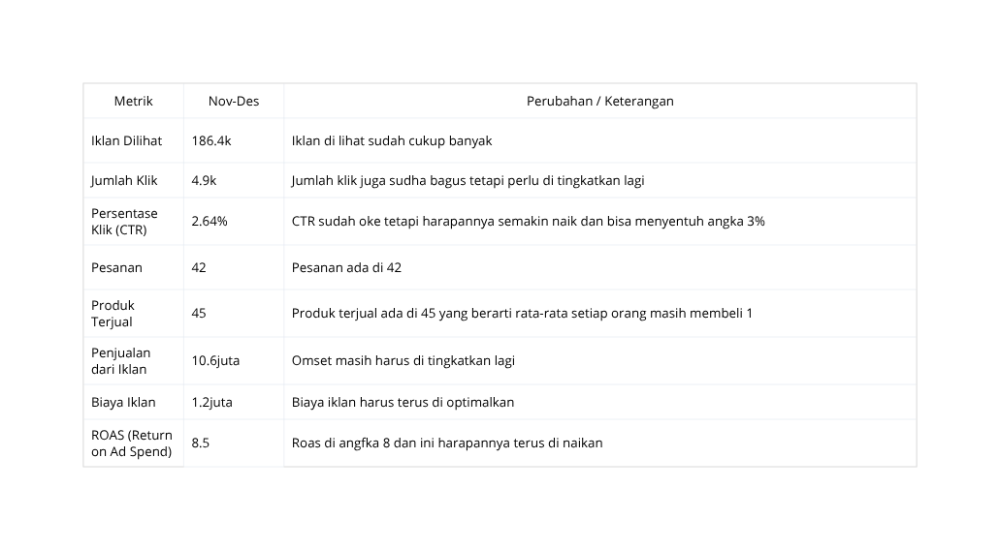 Metrik Nov-Des Perubahan / Keterangan
Iklan Dilihat 186.4k Iklan di lihat sudah cukup banyak
Jumlah Klik 4.9k Jumlah klik juga sudha bagus tetapi perlu di tingkatkan lagi
Persentase
Klik (CTR) 2.64% CTR sudah oke tetapi harapannya semakin naik dan bisa menyentuh angka 3%
Pesanan 42 Pesanan ada di 42
Produk
Terjual 45 Produk terjual ada di 45 yang berarti rata-rata setiap orang masih membeli 1
Penjualan
dari Iklan 10.6juta Omset masih harus di tingkatkan lagi
Biaya Iklan 1.2juta Biaya iklan harus terus di optimalkan
ROAS (Return
on Ad Spend) 8.5 Roas di angfka 8 dan ini harapannya terus di naikan